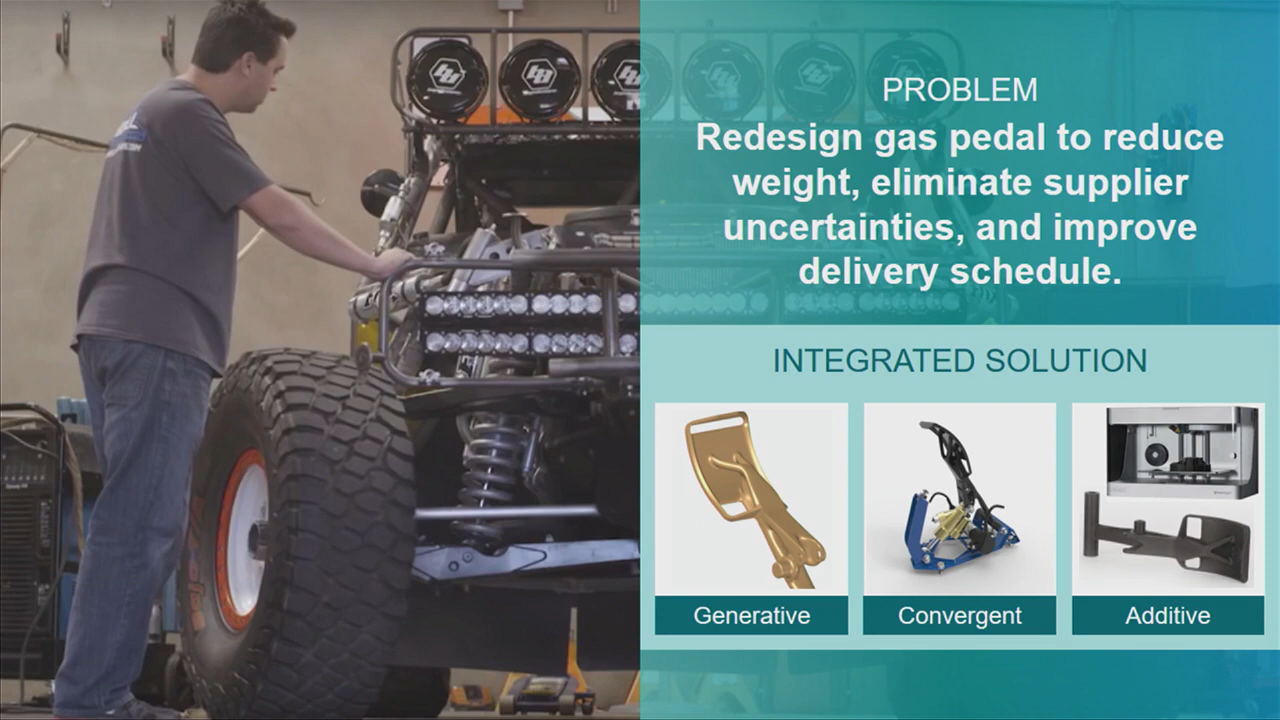 PROBLEM
Redesign gas pedal to reduce
weight, eliminate supplier
uncertainties, and improve
delivery schedule.
INTEGRATED SOLUTION
Generative
Convergent
Additive